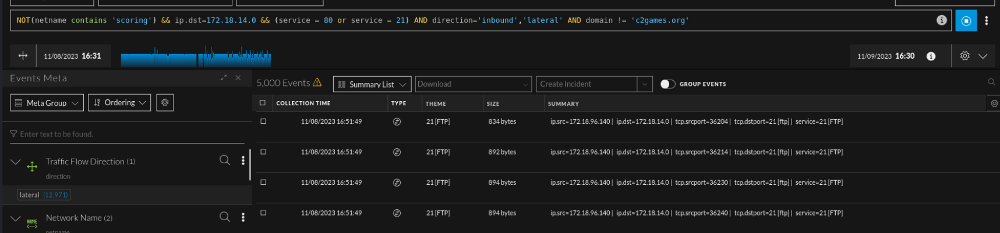 NOT(netname contains 'scoring') && ip.dst=172.18.14.0 && (service = 80 or service = 21) AND direction='inbound','lateral' AND domain != 'c2games.org'
11/08/2023 16:31
11/09/2023 16:30
Events Meta
5,000 Events
Summary List
Download
Create Incident
GROUP EVENTS
Meta Group
Ordering
COLLECTION TIME TYPE THEME SIZE SUMMARY
11/08/2023 16:51:49 21 [FTP] 834 bytes ip.src=172.18.96.140 | ip.dst=172.18.14.0 | tcp.srcport=36204 | tcp.dstport=21 [ftp] | service=21 [FTP]
Enter text to be found.
11/08/2023 16:51:49 21 [FTP] 892 bytes ip.src=172.18.96.140 | ip.dst=172.18.14.0 | tcp.srcport=36214 | tcp.dstport=21 [ftp] | service=21 [FTP]
Traffic Flow Direction (1)
direction
11/08/2023 16:51:49 21 [FTP] 894 bytes ip.src=172.18.96.140 | ip.dst=172.18.14.0 | tcp.srcport=36230 | tcp.dstport=21 [ftp] | service=21 [FTP]
lateral (12,971)
11/08/2023 16:51:49 21 [FTP] 894 bytes ip.src=172.18.96.140 | ip.dst=172.18.14.0 | tcp.srcport=36240 | tcp.dstport=21 [ftp] | service=21 [FTP]
NAME
Network Name (2)
netname